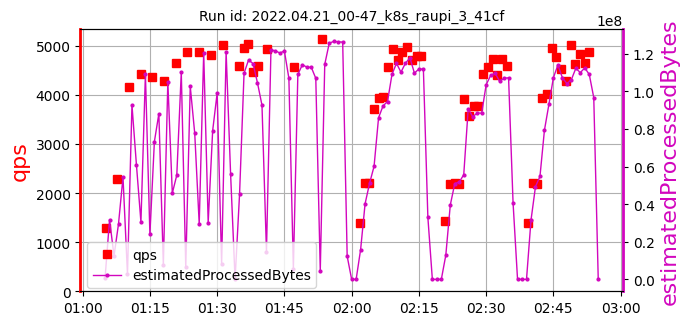 Run id: 2022.04.21_00-47_k8s_raupi_3_41cf
1e8
5000
4000
3000
2000
1000
0
qps
1.2
1.0
0.8
0.6
0.4
0.2
0.0
estimatedProcessedBytes
qps
estimatedProcessedBytes
01:00 01:15 01:30 01:45 02:00 02:15 02:30 02:45 03:00